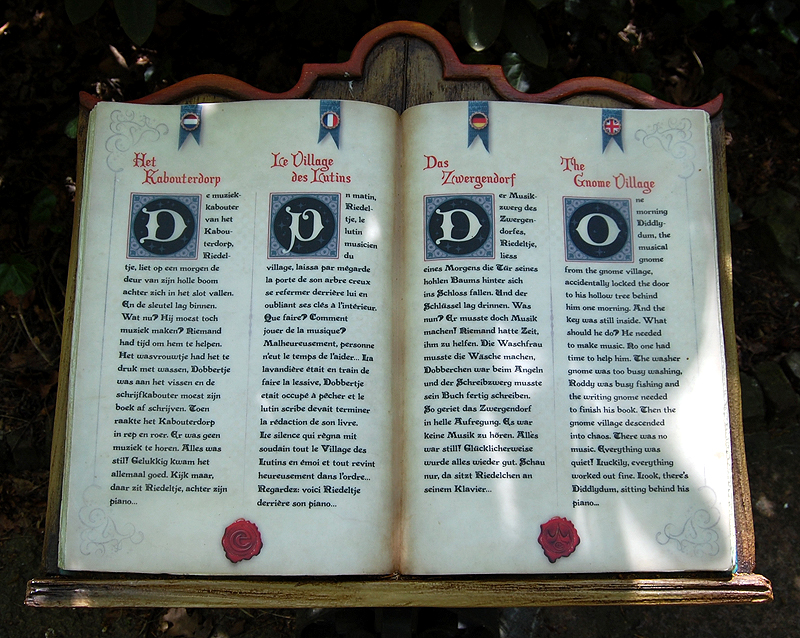 Het
Kabouterdorp
De muziek-
kabouter
van het
Kabou-
terdorp,
Riedel-
tje, liet op een morgen de
deur van zijn holle boom
achter zich in het slot vallen.
En de sleutel lag binnen.
Wat nu? Hij moest toch
muziek maken? Niemand
had tijd om hem te helpen.
Het wasvrouwtje had het te
druk met wassen, Dobbertje
was aan het vissen en de
schrijfkabouter moest zijn
boek af schrijven. Toen
raakte het Kabouterdorp
in rep en roer. Er was geen
muziek te horen. Alles was
stil! Gelukkig kwam het
allemaal goed. Kijk maar,
daar zit Riedeltje, achter zijn
piano...
Le Village
des Lutins
Un matin,
Riedel-
tje, le
lutin
musicien
du
village, laissa par mégarde
la porte de son arbre creux
se refermer derrière lui en
oubliant ses clés à l'intérieur.
Que faire? Comment
jouer de la musique?
Malheureusement, personne
n'eut le temps de l'aider... La
lavandière était en train de
faire la lessive, Dobbertje
etait occupé à pêcher et le
lutin scribe devait terminer
la rédaction de son livre.
Le silence qui règna mit
soudain tout le Village des
Lutins en émoi et tout revint
heureusement dans l'ordre...
Regardez: voici Riedeltje
derrière son piano...
Das
Zwergendorf
Der Musik-
zwerg des
Zwergen-
dorfes,
Riedeltje,
liess
eines Morgens die Tür seines
hohlen Baums hinter sich
ins Schloss fallen. Und der
Schlüssel lag drinnen. Was
nun? Er musste doch Musik
machen! Niemand hatte Zeit,
ihm zu helfen. Die Waschfrau
musste die Wäsche machen,
Dobberchen war beim Angeln
und der Schreibzwerg musste
sein Buch fertig schreiben.
So geriet das Zwergendorf
in helle Aufregung. Es war
keine Musik zu hören. Alles
war still! Glücklicherweise
wurde alles wieder gut. Schau
nur, da sitzt Riedelchen an
seinem Klavier...
The
Gnome Village
One
morning
Diddly-
dum, the
musical
gnome
from the gnome village,
accidentally locked the door
to his hollow tree behind
him one morning. And the
key was still inside. What
should he do? He needed
to make music. No one had
time to help him. The washer
gnome was too busy washing,
Roddy was busy fishing and
the writing gnome needed
to finish his book. Then the
gnome village descended
into chaos. There was no
music. Everything was
quiet! Luckily, everything
worked out fine. Look, there's
Diddlydum, sitting behind his
piano...